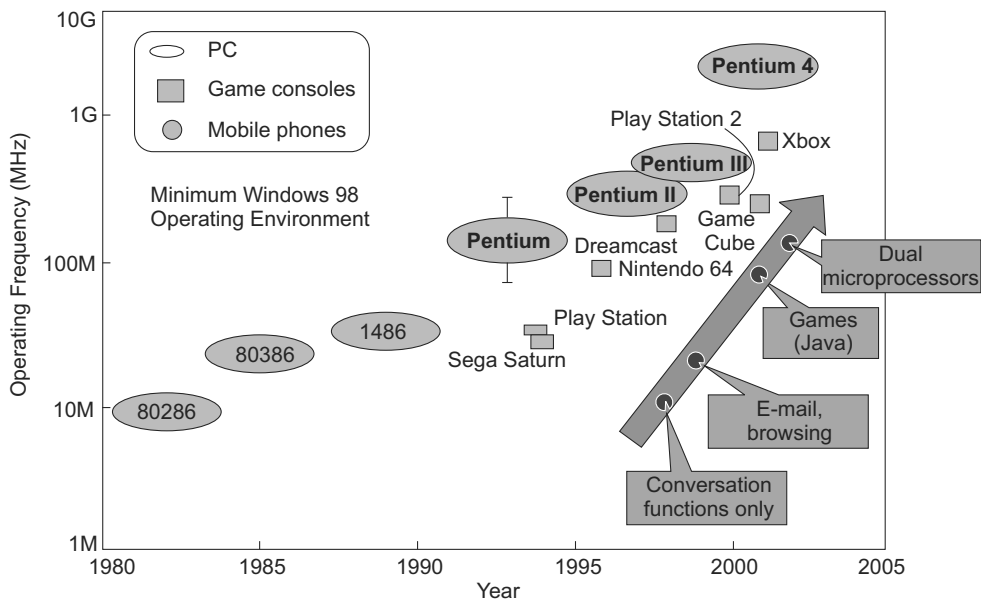 10G
1G
100M
10M
1M
Operating Frequency (MHz)
PC
Game consoles
Mobile phones
Minimum Windows 98
Operating Environment
Pentium 4
Play Station 2
Xbox
Pentium III
Pentium II
Game
Cube
Pentium
Dreamcast
Nintendo 64
Dual
microprocessors
Play Station
Games
(Java)
1486
80386
Sega Saturn
80286
E-mail,
browsing
Conversation
functions only
1980
1985
1990
1995
2000
2005
Year